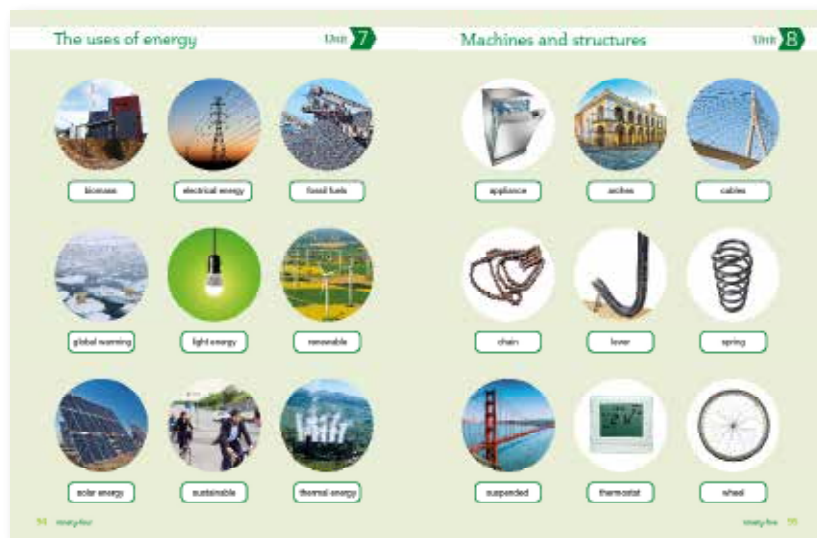 The uses of energy
Unit 7
biomass
electrical energy
fossil fuels
global warming
light energy
renewable
solar energy
sustainable
thermal energy
94 ninety-four
Machines and structures
Unit 8
appliance
arches
cables
chain
lever
spring
suspended
thermostat
wheel
ninety-five 95